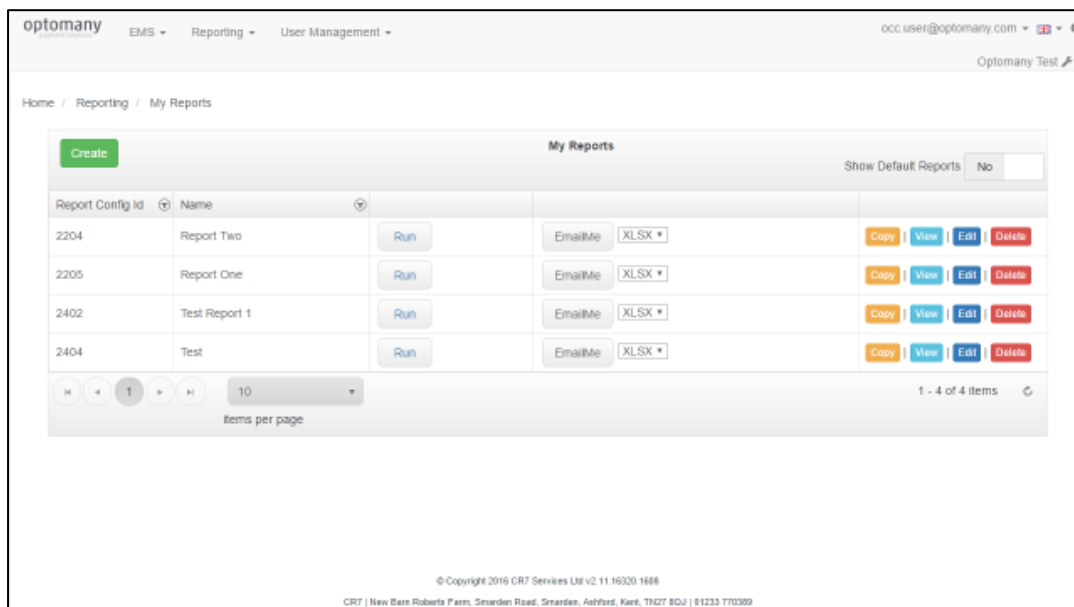 optomany
EMS Reporting User Management occ.user@optomany.com
Optomany Test
Home / Reporting / My Reports
Create My Reports
Show Default Reports No
Report Config Id Name
2204 Report Two Run EmailMe XLSX Copy | View | Edit | Delete
2205 Report One Run EmailMe XLSX Copy | View | Edit | Delete
2402 Test Report 1 Run EmailMe XLSX Copy | View | Edit | Delete
2404 Test Run EmailMe XLSX Copy | View | Edit | Delete
1 10 1 - 4 of 4 items
items per page
© Copyright 2016 CR7 Services Ltd v2.11.16320.1608
CR7 | New Barn Roberts Farm, Smarden Road, Smarden, Ashford, Kent, TN27 8QJ | 01233 770389